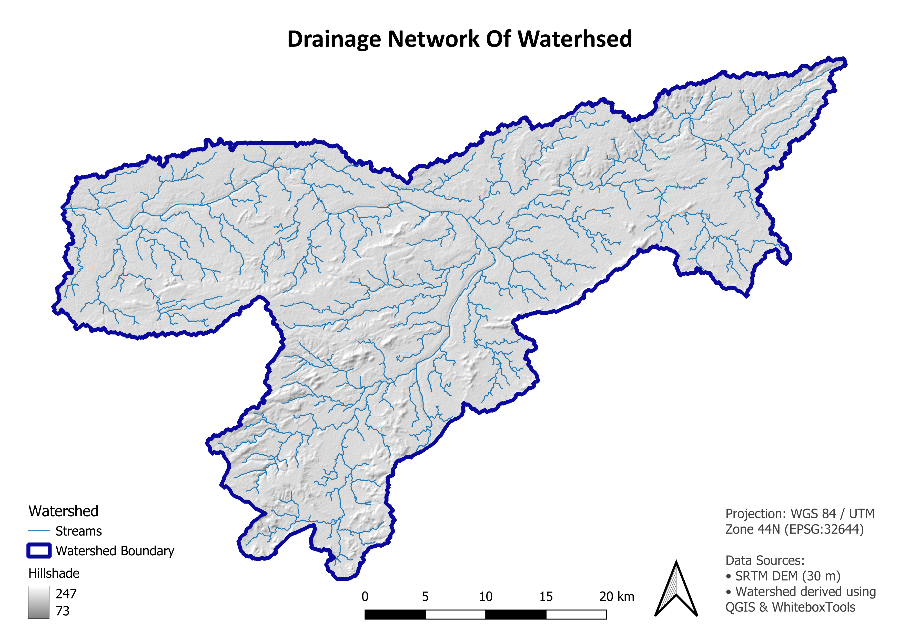 Drainage Network Of Waterhsed
Watershed
Streams
Watershed Boundary
Hillshade
247
73
0 5 10 15 20 km
Projection: WGS 84 / UTM
Zone 44N (EPSG:32644)
Data Sources:
• SRTM DEM (30 m)
• Watershed derived using
QGIS & WhiteboxTools